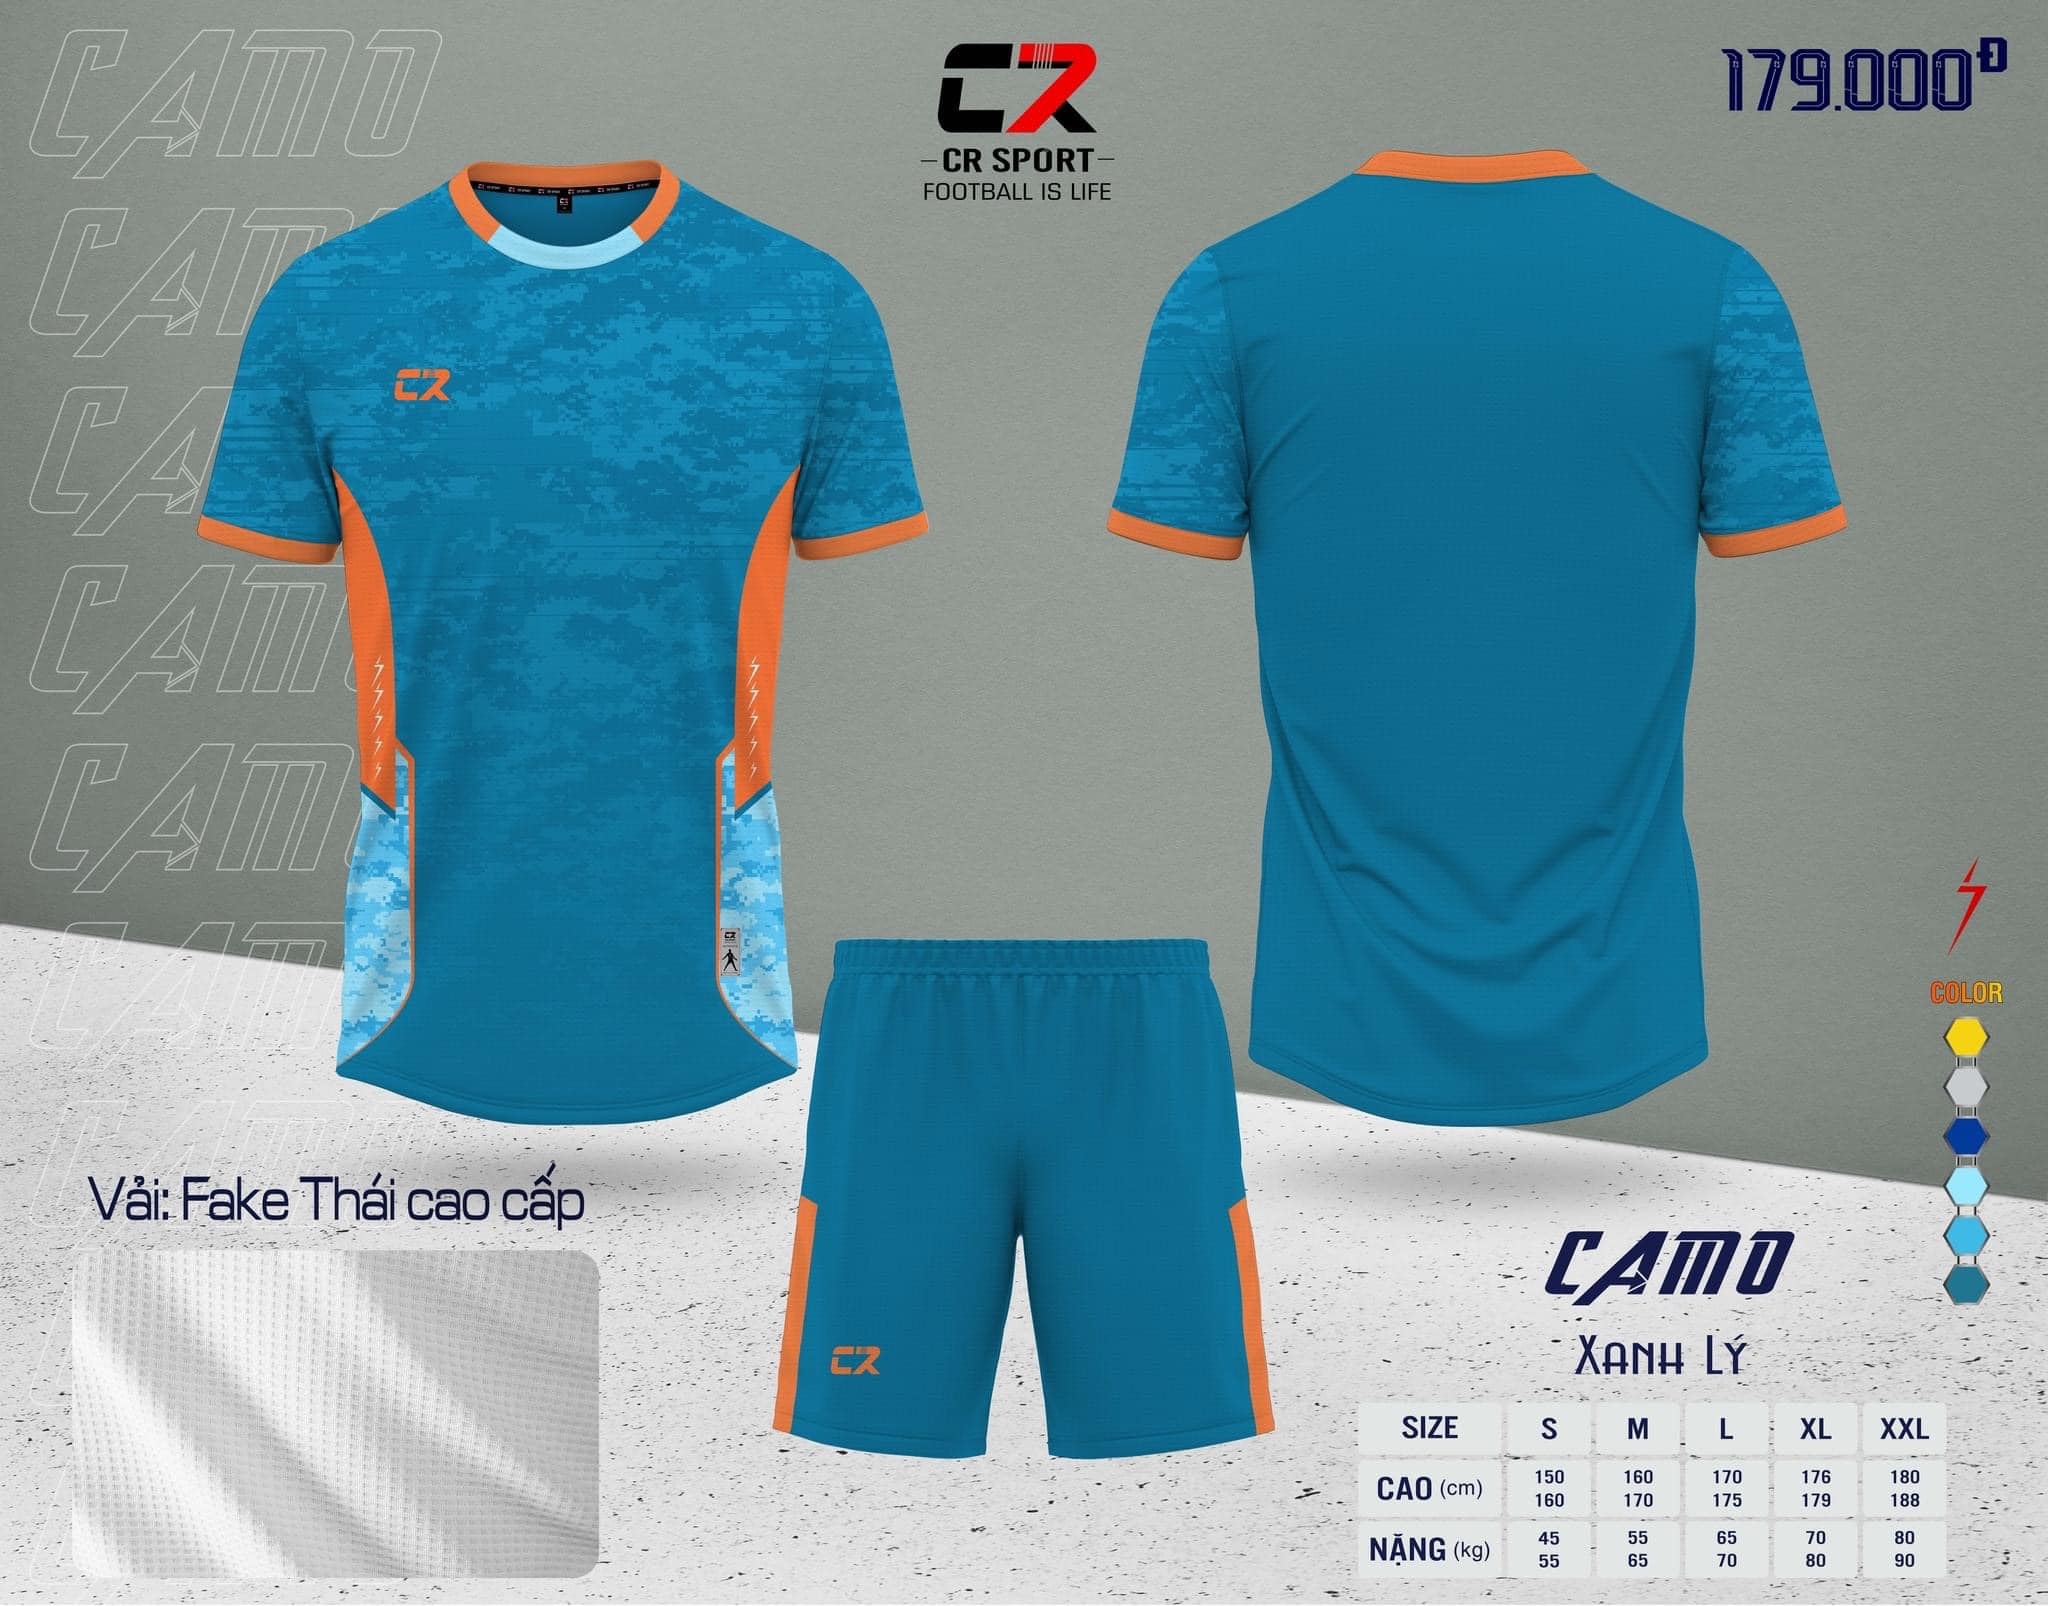 CAMO
CAMO
CAMO
CAMO
CAMO
CAMO
CR
CR SPORT
FOOTBALL IS LIFE
179.000Đ
CR
COLOR
Vải: Fake Thái cao cấp
CR
CAMO
Xanh Lý
SIZE S M L XL XXL
CAO (cm) 150 160 170 176 180
160 170 175 179 188
NẶNG (kg) 45 55 65 70 80
55 65 70 80 90